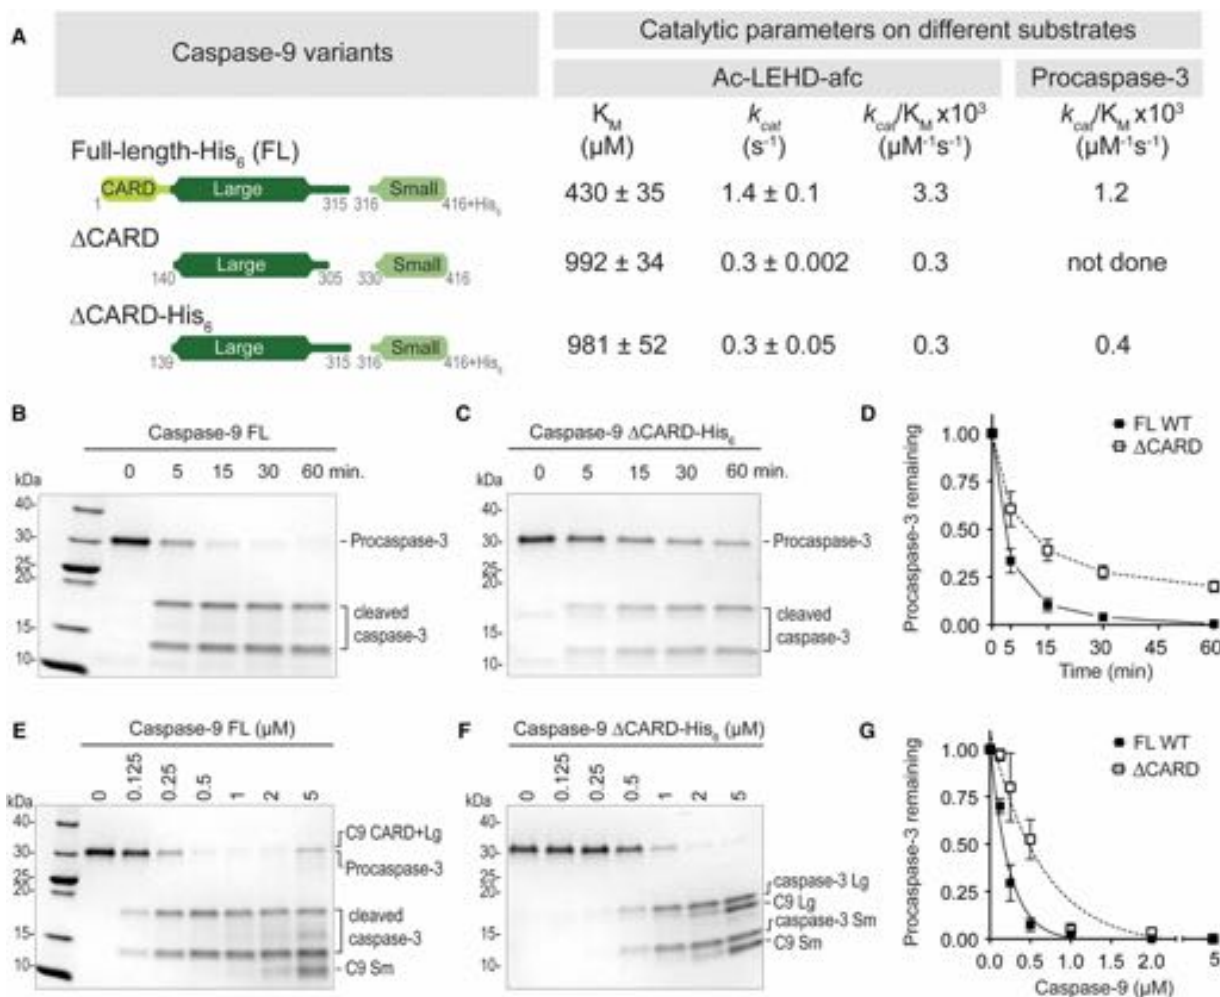 A
Caspase-9 variants
Catalytic parameters on different substrates
Ac-LEHD-afc
Procaspase-3
K_M (µM)
k_cat (s⁻¹)
k_cat/K_M x10³ (µM⁻¹s⁻¹)
k_cat/K_M x10³ (µM⁻¹s⁻¹)
Full-length-His₆ (FL)
CARD Large Small
1 315 316 416+His₆
430 ± 35 1.4 ± 0.1 3.3 1.2
ΔCARD
Large Small
140 305 330 416
992 ± 34 0.3 ± 0.002 0.3 not done
ΔCARD-His₆
Large Small
139 315 316 416+His₆
981 ± 52 0.3 ± 0.05 0.3 0.4
B
Caspase-9 FL
0 5 15 30 60 min.
kDa
40-
30-
25-
20-
15-
10-
Procaspase-3
cleaved
caspase-3
C
Caspase-9 ΔCARD-His₆
0 5 15 30 60 min.
kDa
40-
30-
25-
20-
15-
10-
Procaspase-3
cleaved
caspase-3
D
FL WT
ΔCARD
Procaspase-3 remaining
1.00
0.75
0.50
0.25
0.00
0 5 15 30 45 60
Time (min)
E
Caspase-9 FL (µM)
0 0.125 0.25 0.5 1 2 5
kDa
40-
30-
25-
20-
15-
10-
C9 CARD+Lg
Procaspase-3
cleaved
caspase-3
C9 Sm
F
Caspase-9 ΔCARD-His₆ (µM)
0 0.125 0.25 0.5 1 2 5
kDa
40-
30-
25-
20-
15-
10-
caspase-3 Lg
C9 Lg
caspase-3 Sm
C9 Sm
G
FL WT
ΔCARD
Procaspase-3 remaining
1.00
0.75
0.50
0.25
0.00
0.0 0.5 1.0 1.5 2.0 5
Caspase-9 (µM)